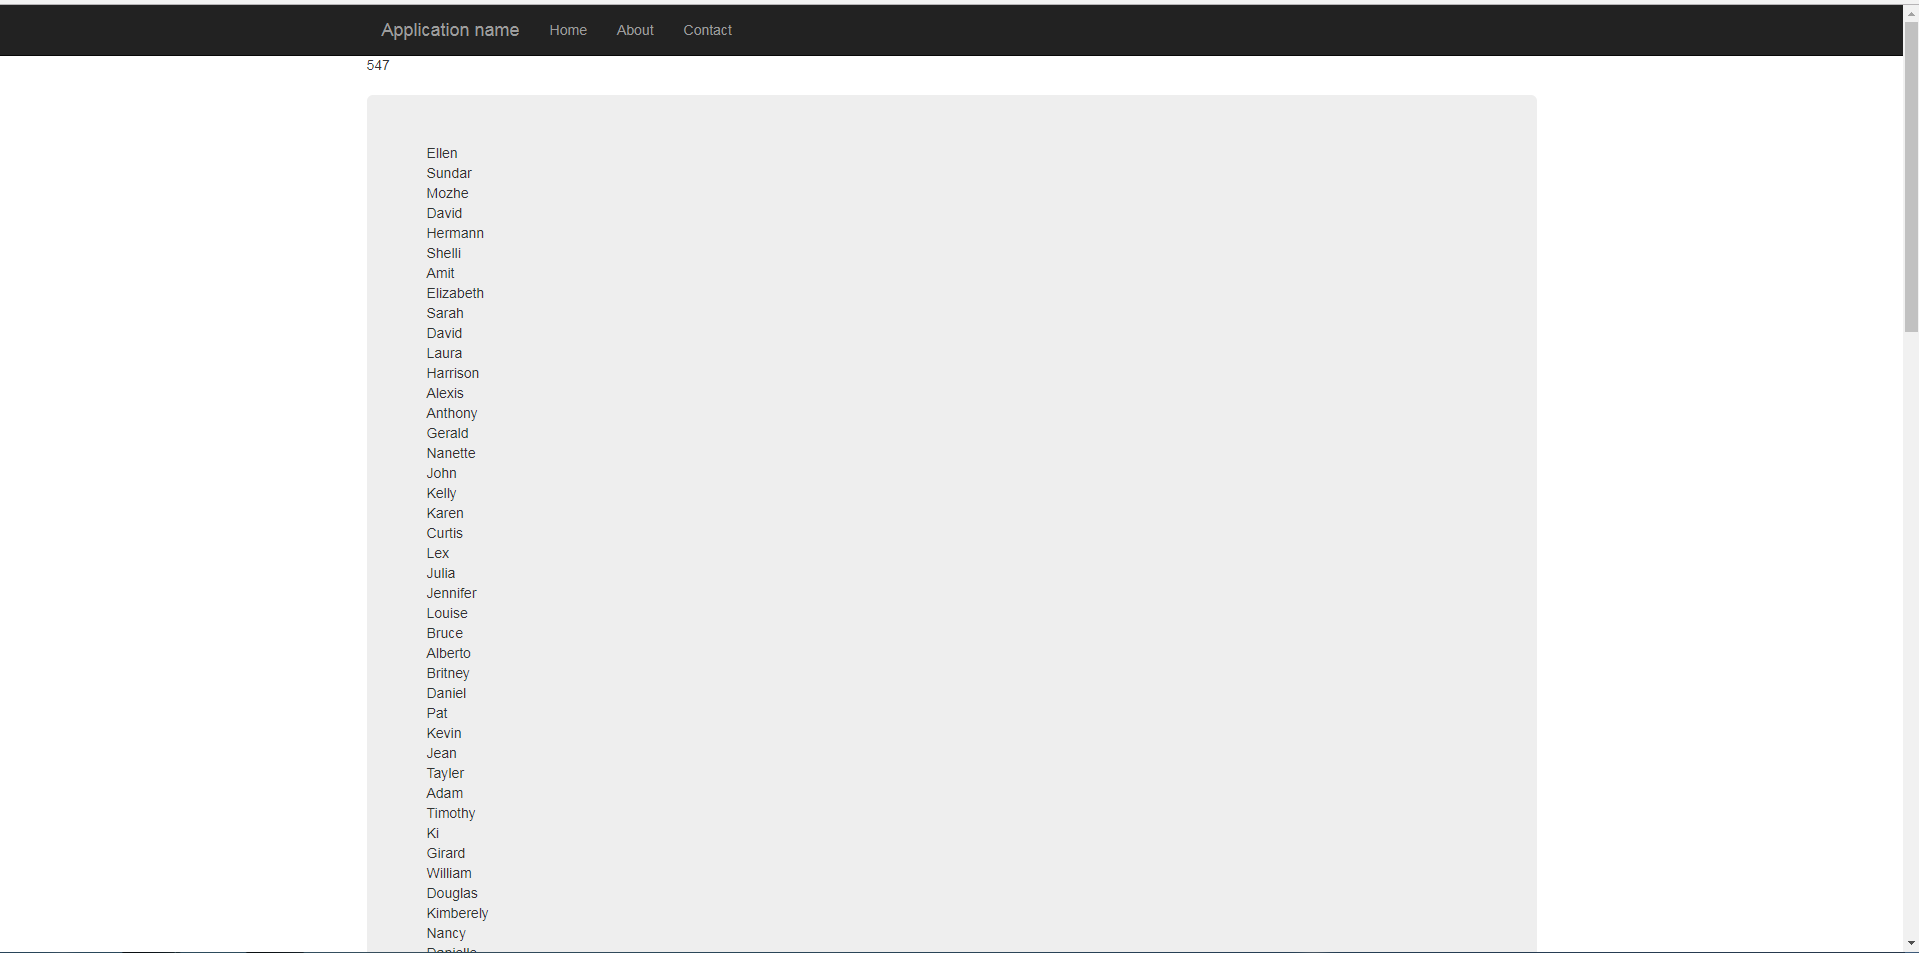 Application name Home About Contact
547
Ellen
Sundar
Mozhe
David
Hermann
Shelli
Amit
Elizabeth
Sarah
David
Laura
Harrison
Alexis
Anthony
Gerald
Nanette
John
Kelly
Karen
Curtis
Lex
Julia
Jennifer
Louise
Bruce
Alberto
Britney
Daniel
Pat
Kevin
Jean
Tayler
Adam
Timothy
Ki
Girard
William
Douglas
Kimberely
Nancy